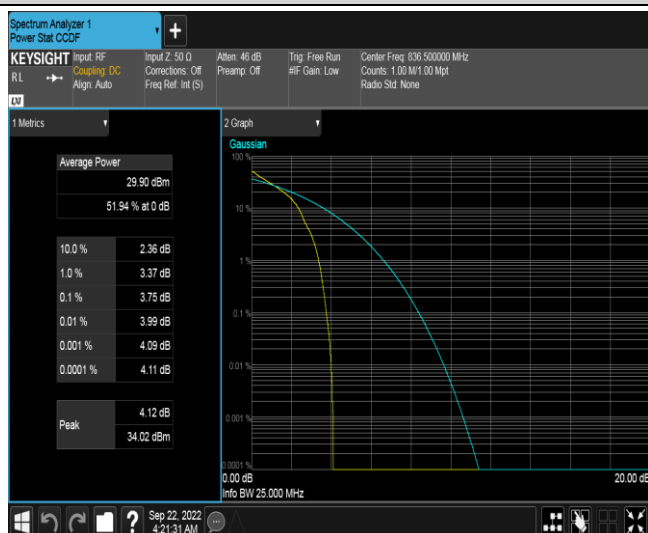 Spectrum Analyzer 1
Power Stat CCDF
+
KEYSIGHT
RL
LXI
Input: RF
Coupling: DC
Align: Auto
Input Z: 50 Ω
Corrections: Off
Freq Ref: Int (S)
Atten: 46 dB
Preamp: Off
Trig: Free Run
#IF Gain: Low
Center Freq: 836.500000 MHz
Counts: 1.00 M/1.00 Mpt
Radio Std: None
1 Metrics
Average Power
29.90 dBm
51.94 % at 0 dB
10.0 % 2.36 dB
1.0 % 3.37 dB
0.1 % 3.75 dB
0.01 % 3.99 dB
0.001 % 4.09 dB
0.0001 % 4.11 dB
Peak
4.12 dB
34.02 dBm
2 Graph
Gaussian
100 %
10 %
1 %
0.1 %
0.01 %
0.001 %
0.0001 %
0.00 dB
20.00 dB
Info BW 25.000 MHz
?
Sep 22, 2022
4:21:31 AM